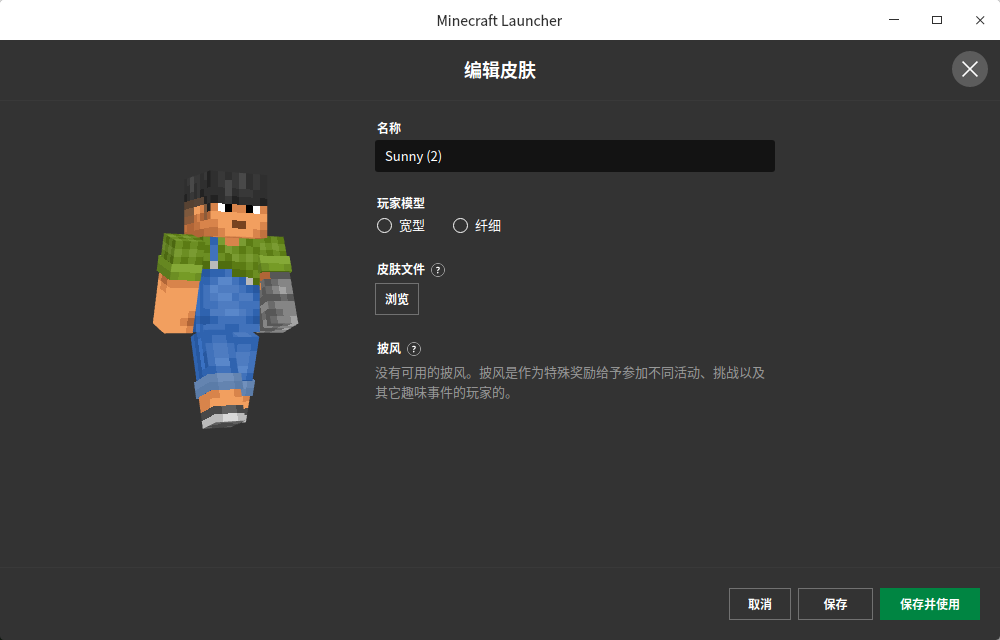 Minecraft Launcher
编辑皮肤
名称
Sunny (2)
玩家模型
宽型 纤细
皮肤文件 ?
浏览
披风 ?
没有可用的披风。披风是作为特殊奖励给予参加不同活动、挑战以及
其它趣味事件的玩家的。
取消 保存 保存并使用